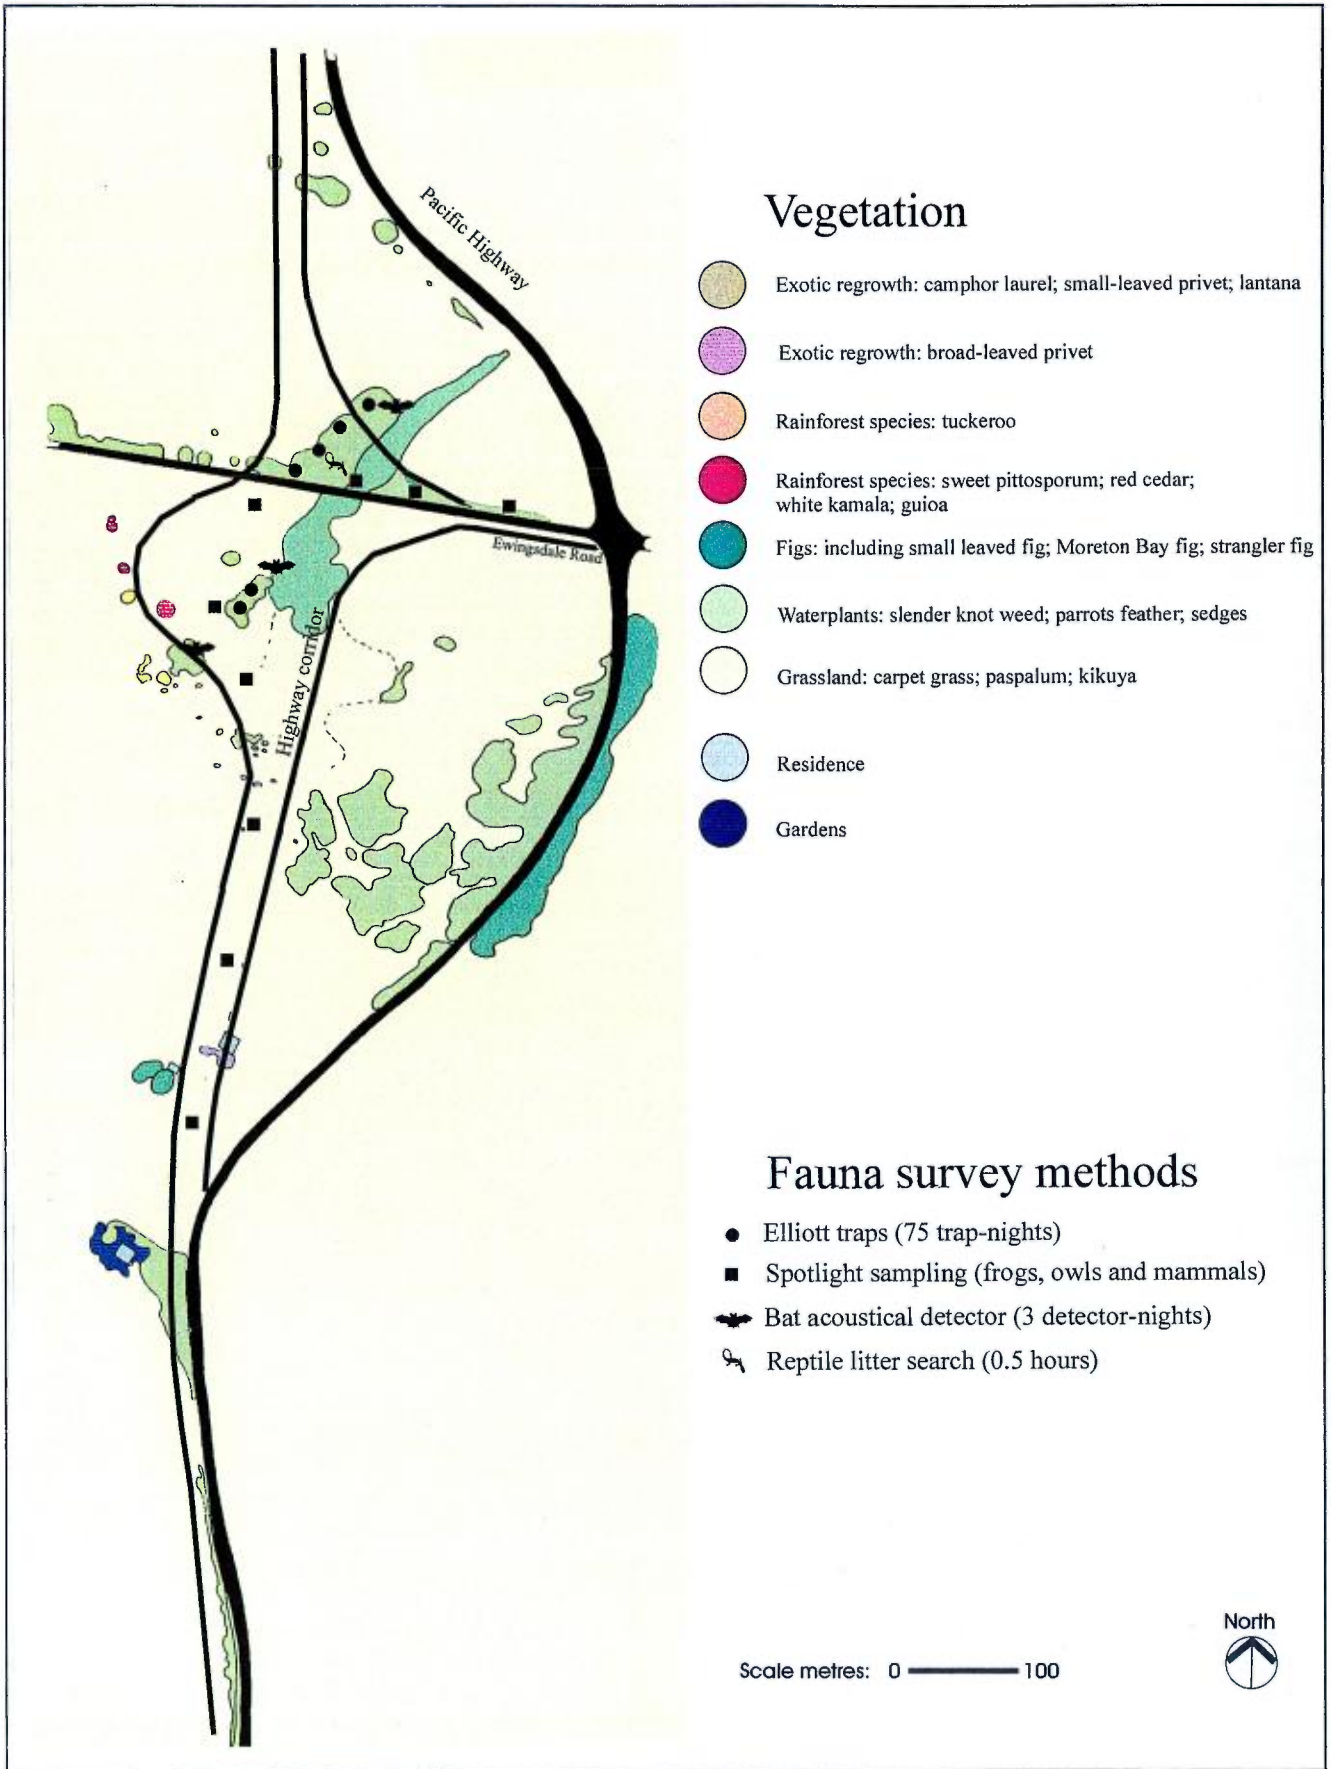 Pacific Highway
Ewingsdale Road
Highway corridor
Vegetation
Exotic regrowth: camphor laurel; small-leaved privet; lantana
Exotic regrowth: broad-leaved privet
Rainforest species: tuckeroo
Rainforest species: sweet pittosporum; red cedar;
white kamala; guioa
Figs: including small leaved fig; Moreton Bay fig; strangler fig
Waterplants: slender knot weed; parrots feather; sedges
Grassland: carpet grass; paspalum; kikuya
Residence
Gardens
Fauna survey methods
Elliott traps (75 trap-nights)
Spotlight sampling (frogs, owls and mammals)
Bat acoustical detector (3 detector-nights)
Reptile litter search (0.5 hours)
North
Scale metres: 0 100